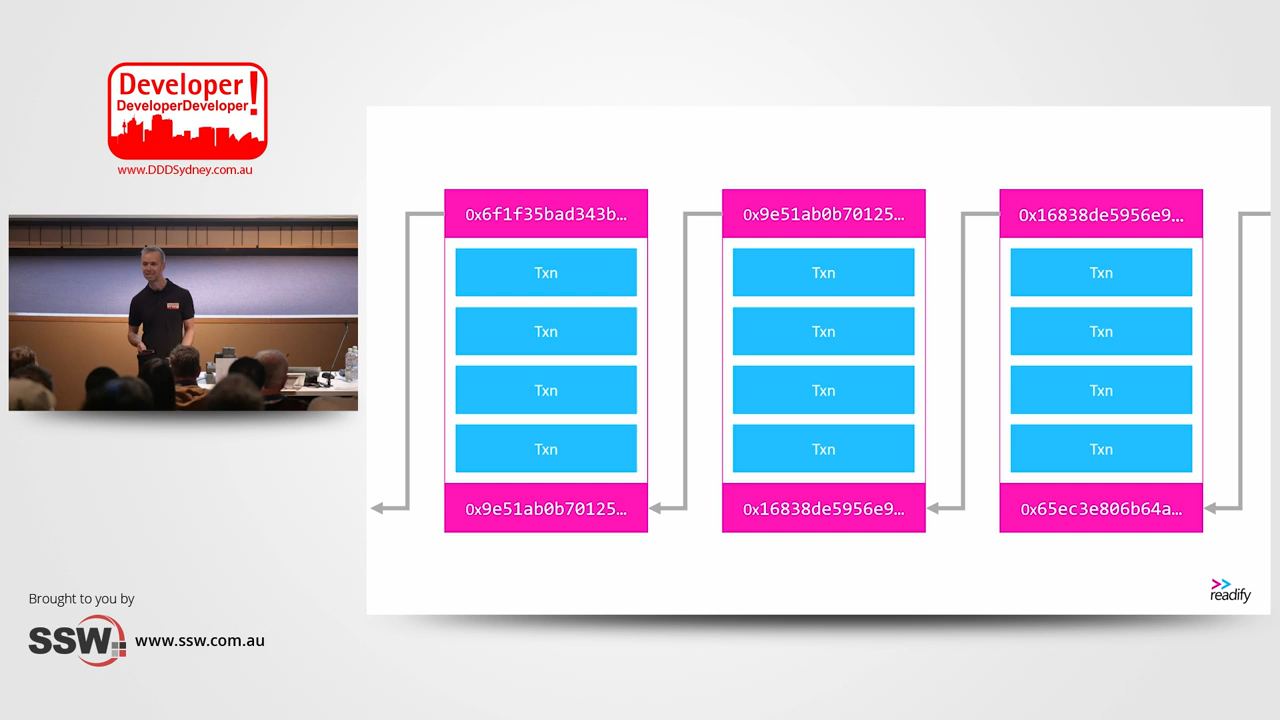 Developer!
DeveloperDeveloper
www.DDDSydney.com.au
0x6f1f35bad343b…
Txn
Txn
Txn
Txn
0x9e51ab0b70125…
0x9e51ab0b70125…
Txn
Txn
Txn
Txn
0x16838de5956e9…
0x16838de5956e9…
Txn
Txn
Txn
Txn
0x65ec3e806b64a…
readify
Brought to you by
SSW
www.ssw.com.au